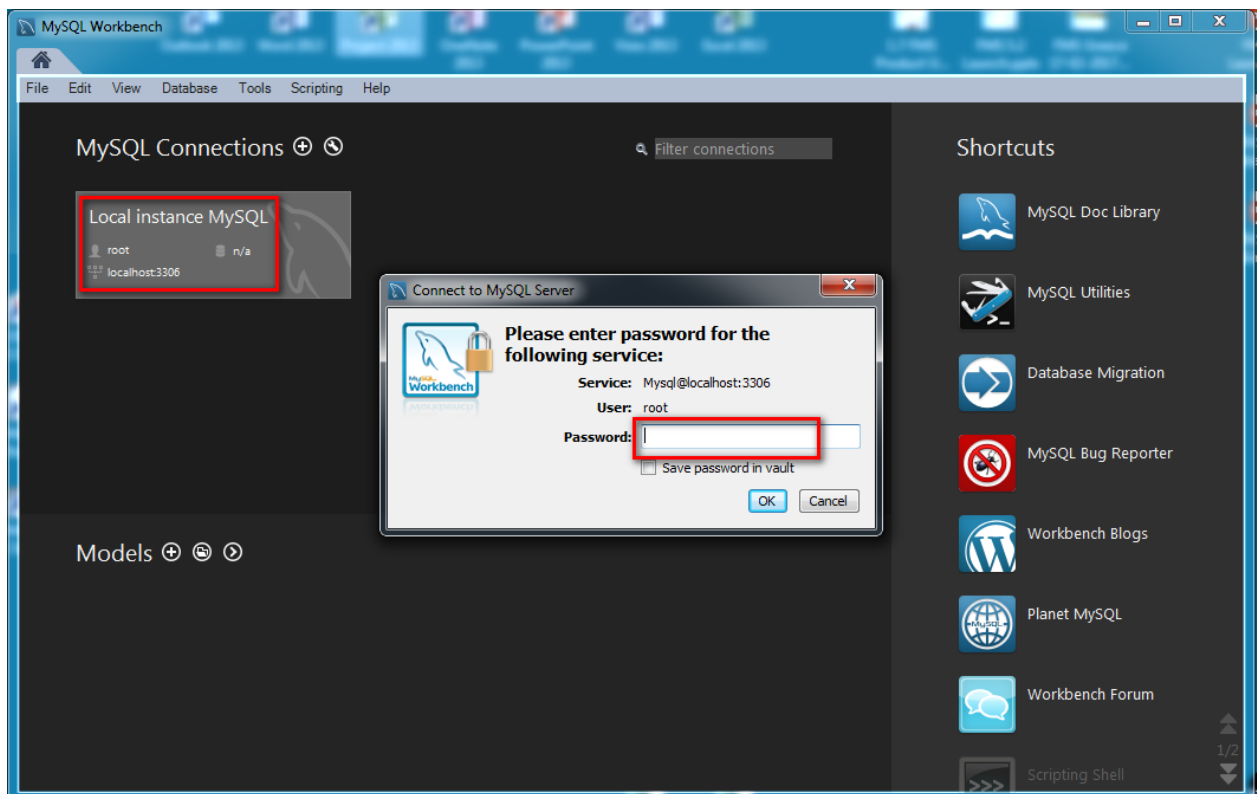 MySQL Workbench
File Edit View Database Tools Scripting Help
MySQL Connections
Filter connections
Local instance MySQL
root n/a
localhost:3306
Connect to MySQL Server
Please enter password for the
following service:
MySQL
Workbench
Service: Mysql@localhost:3306
User: root
Password:
Save password in vault
OK Cancel
Models
Shortcuts
MySQL Doc Library
MySQL Utilities
Database Migration
MySQL Bug Reporter
Workbench Blogs
MySQL
Planet MySQL
Workbench Forum
1/2
>>> Scripting Shell